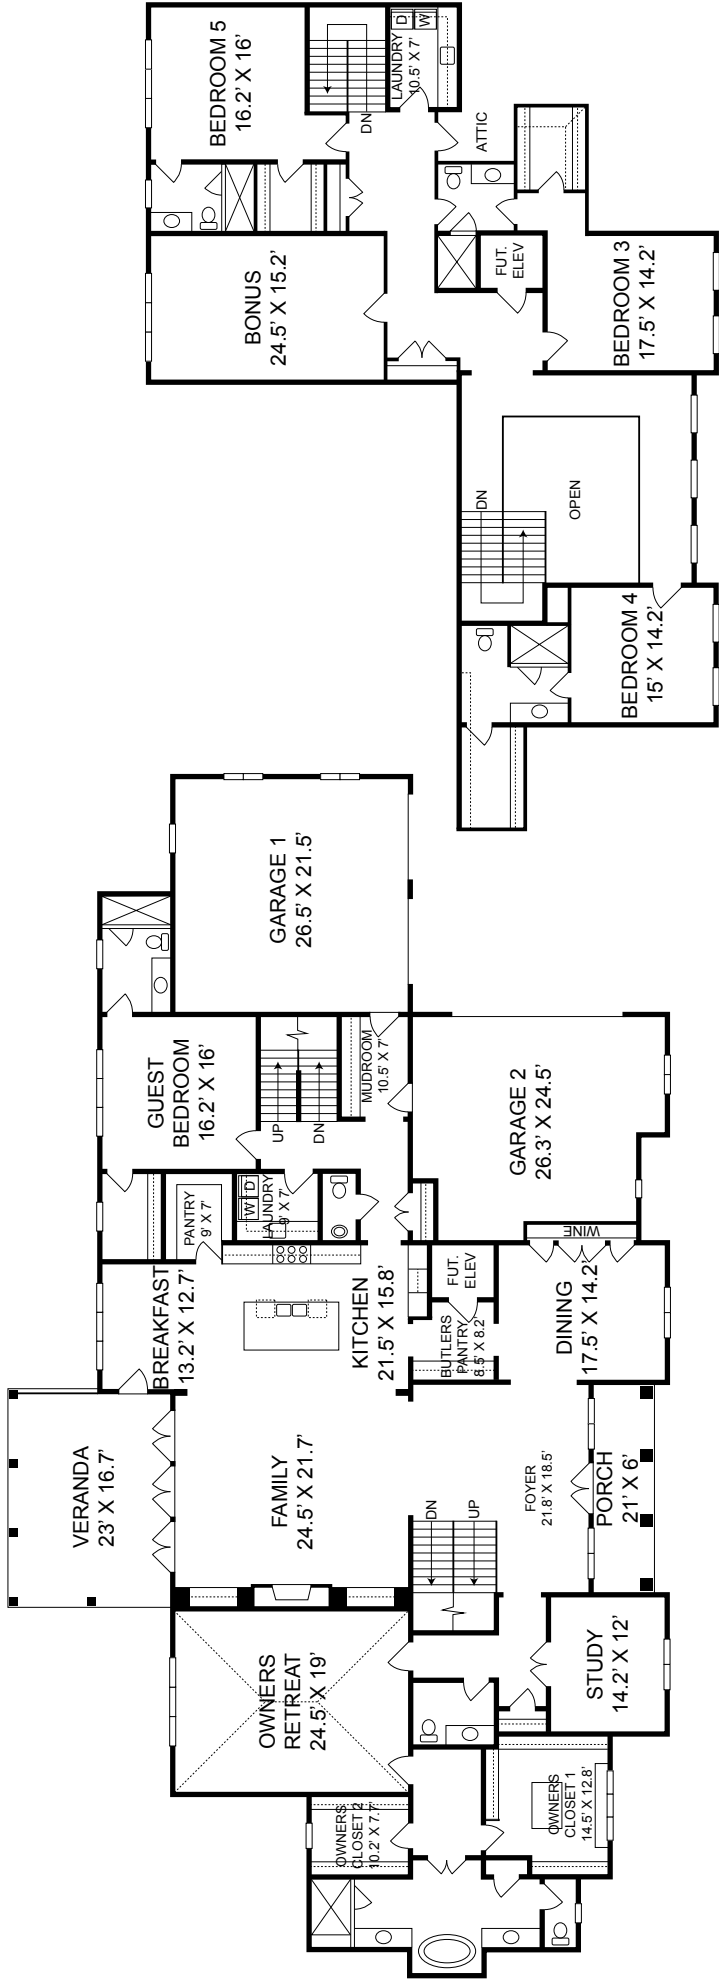 BEDROOM 5
16.2' X 16'
DN
LAUNDRY
10.5' X 7'
D
W
ATTIC
BONUS
24.5' X 15.2'
FUT.
ELEV
BEDROOM 3
17.5' X 14.2'
DN
OPEN
BEDROOM 4
15' X 14.2'
GARAGE 1
26.5' X 21.5'
GUEST
BEDROOM
16.2' X 16'
UP
DN
MUDROOM
10.5' X 7'
GARAGE 2
26.3' X 24.5'
PANTRY
9' X 7'
W
D
LAUNDRY
9' X 7'
WINE
BREAKFAST
13.2' X 12.7'
KITCHEN
21.5' X 15.8'
FUT.
ELEV
BUTLERS
PANTRY
8.5' X 8.2'
DINING
17.5' X 14.2'
VERANDA
23' X 16.7'
FAMILY
24.5' X 21.7'
DN
UP
FOYER
21.8' X 18.5'
PORCH
21' X 6'
OWNERS
RETREAT
24.5' X 19'
STUDY
14.2' X 12'
OWNERS
CLOSET 2
10.2' X 7.7'
OWNERS
CLOSET 1
14.5' X 12.8'